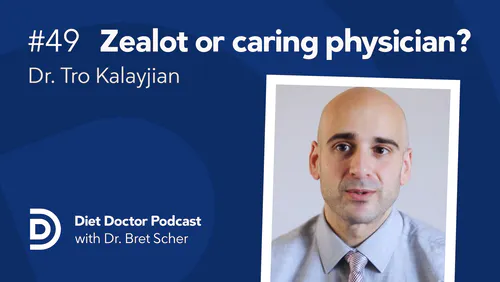 #49 Zealot or caring physician?
Dr. Tro Kalayjian
Diet Doctor Podcast
with Dr. Bret Scher